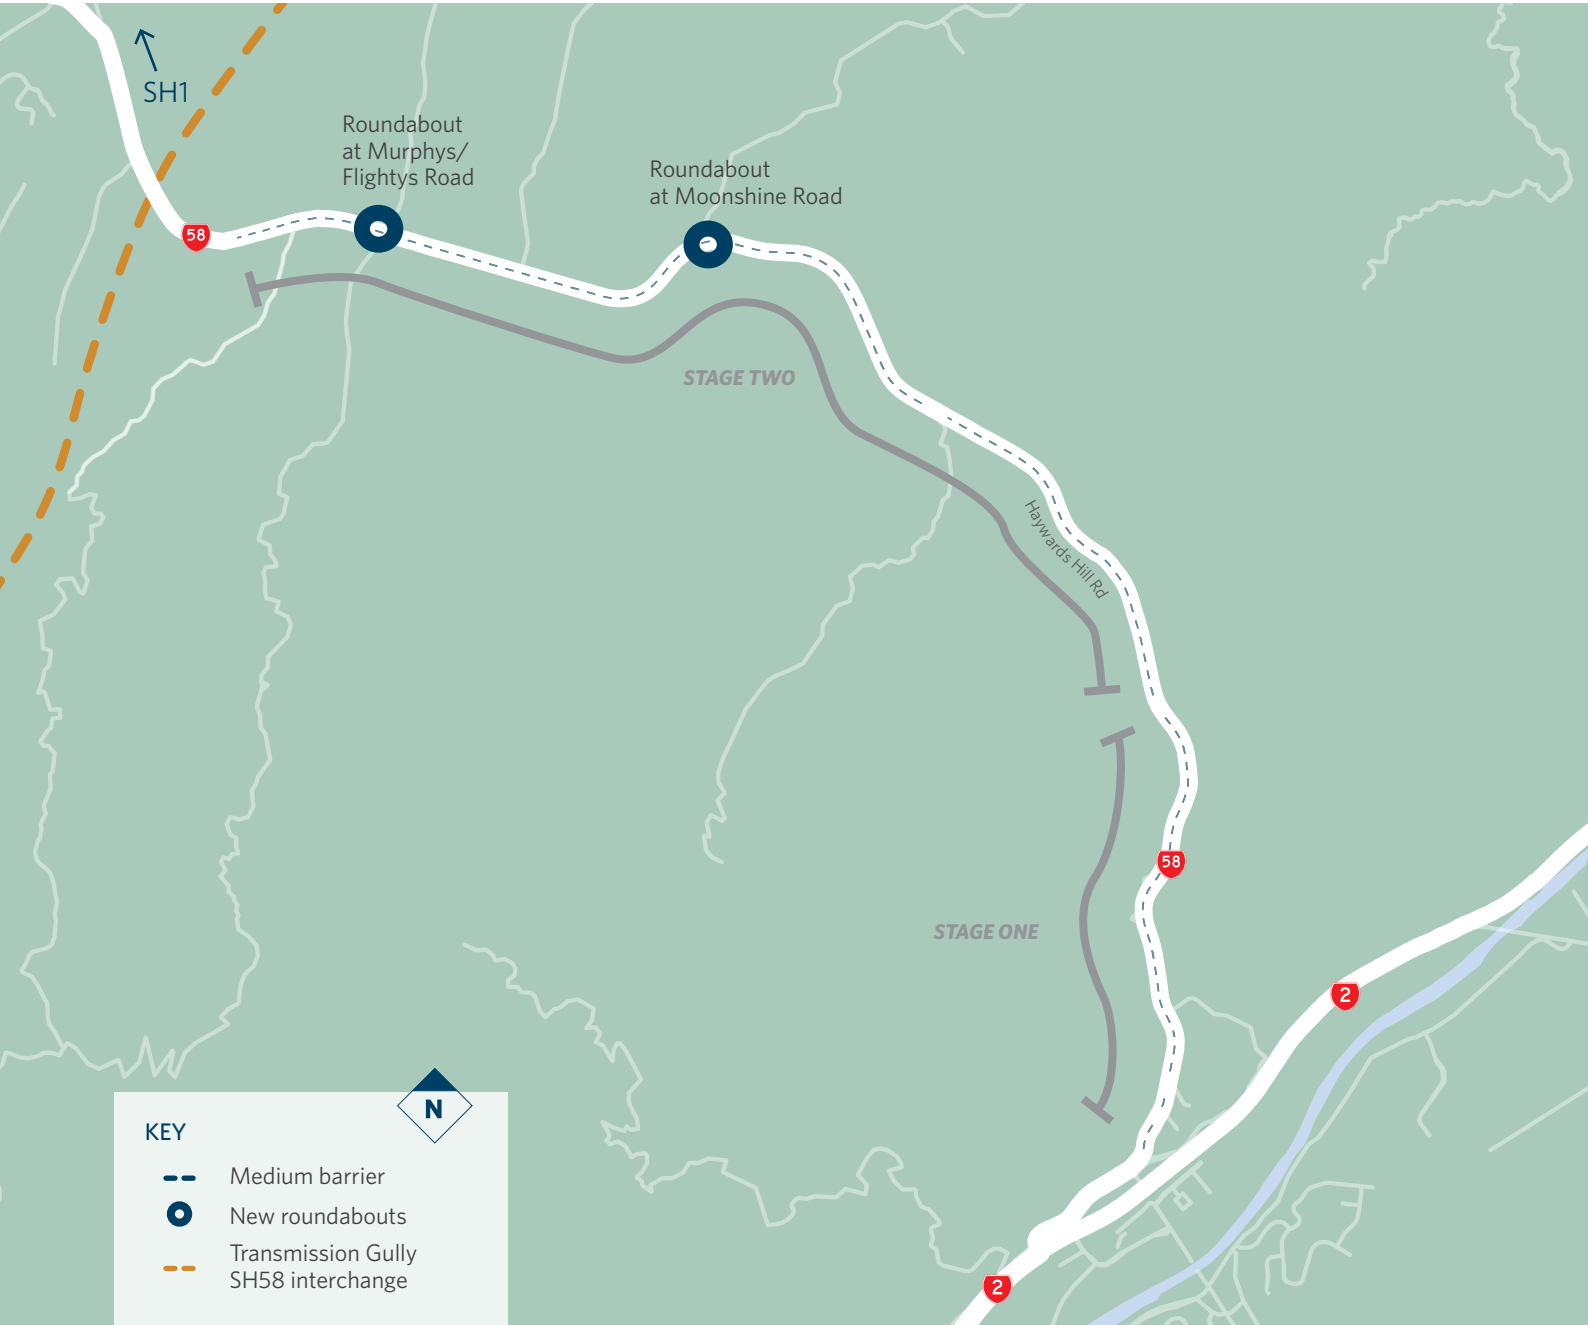 SH1
Roundabout
at Murphys/
Flightys Road
Roundabout
at Moonshine Road
58
STAGE TWO
Haywards Hill Rd
58
STAGE ONE
2
2
N
KEY
Medium barrier
New roundabouts
Transmission Gully
SH58 interchange